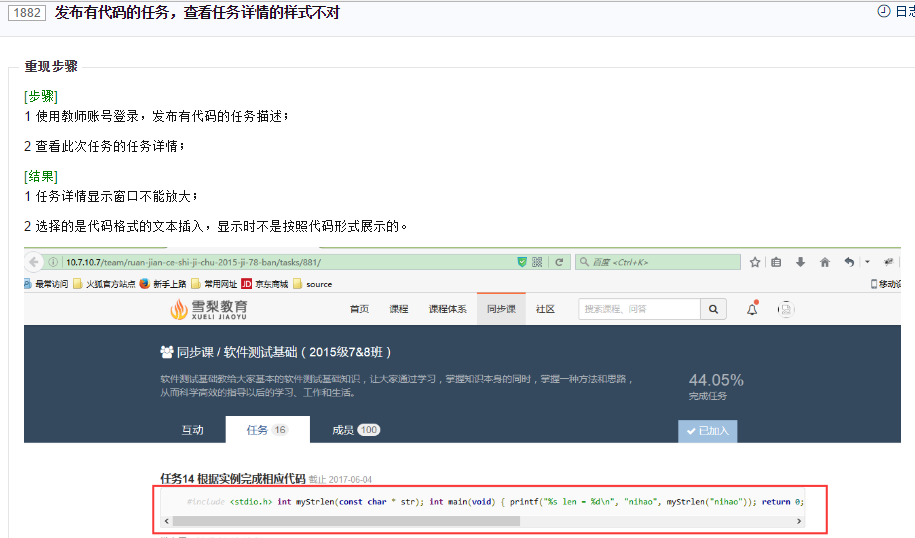 1882 发布有代码的任务，查看任务详情的样式不对 日志
重现步骤
[步骤]
1 使用教师账号登录，发布有代码的任务描述；
2 查看此次任务的任务详情；
[结果]
1 任务详情显示窗口不能放大；
2 选择的是代码格式的文本插入，显示时不是按照代码形式展示的。
10.7.10.7/team/ruan-jian-ce-shi-ji-chu-2015-ji-78-ban/tasks/881/ 百度 <Ctrl+K>
最常访问 火狐官方站点 新手上路 常用网址 JD 京东商城 source 移动设
雪梨教育 首页 课程 课程体系 同步课 社区 搜索课程、问答
XUELI JIAOYU
同步课 / 软件测试基础（2015级7&8班）
软件测试基础教给大家基本的软件测试基础知识，让大家通过学习，掌握知识本身的同时，掌握一种方法和思路， 44.05%
从而科学高效的指导以后的学习、工作和生活。 完成任务
互动 任务 16 成员 100 已加入
任务14 根据实例完成相应代码 截止 2017-06-04
#include <stdio.h> int myStrlen(const char * str); int main(void) { printf("%s len = %d\n", "nihao", myStrlen("nihao")); return 0;